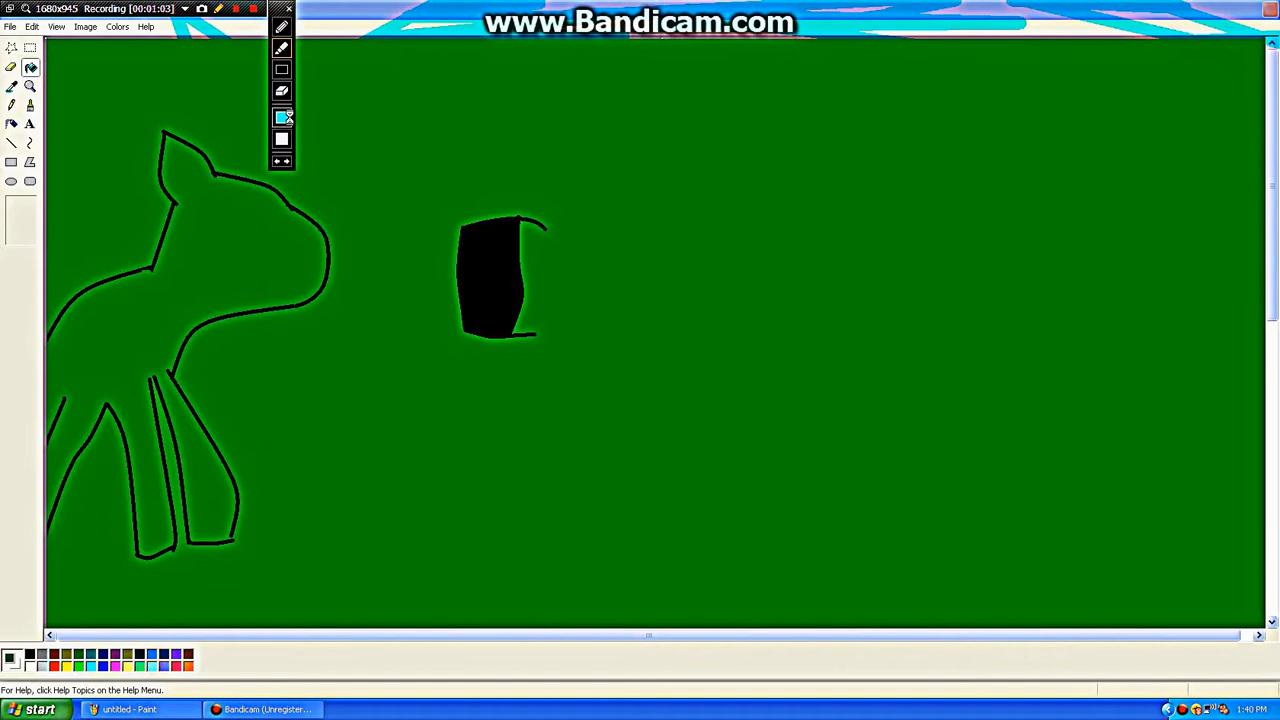 1680x945 Recording [00:01:03]
www.Bandicam.com
File Edit View Image Colors Help
A
For Help, click Help Topics on the Help Menu.
start untitled - Paint Bandicam (Unregister... 1:40 PM